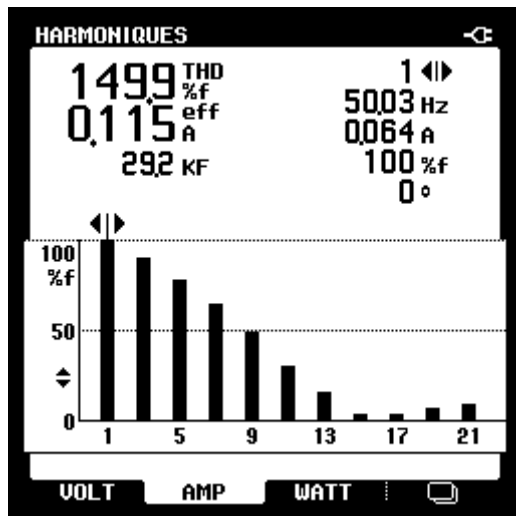 HARMONIQUES
149,9 THD %f
0,115 eff A
29,2 KF
1
50,03 Hz
0,064 A
100 %f
0 °
100
%f
50
0
1 5 9 13 17 21
VOLT AMP WATT